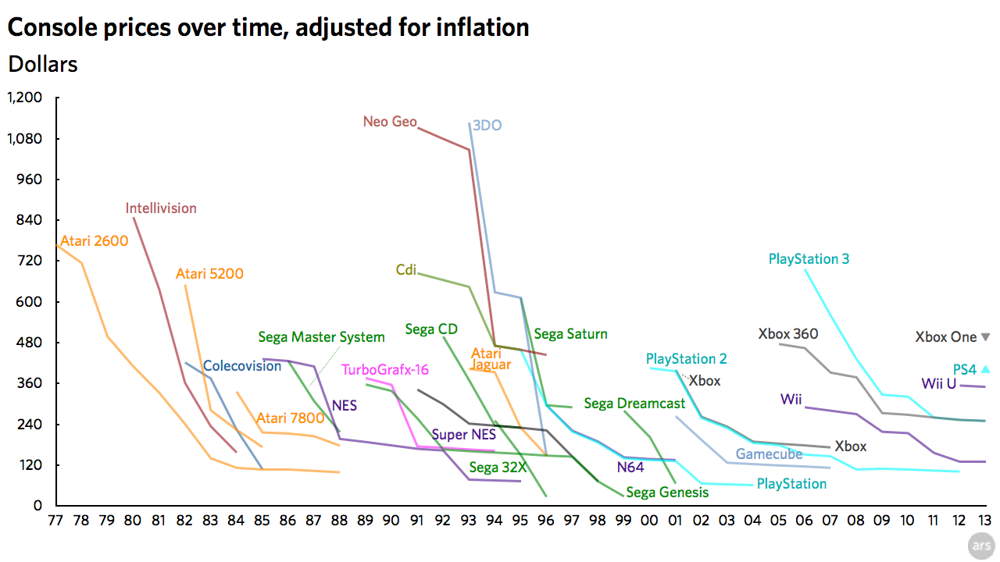 Console prices over time, adjusted for inflation
Dollars
1,200
1,080
960
840
720
600
480
360
240
120
0
Neo Geo
3DO
Intellivision
Atari 2600
PlayStation 3
Cdi
Atari 5200
Sega CD
Sega Saturn
Xbox 360
Sega Master System
Xbox One
Atari
Jaguar
PlayStation 2
Colecovision
TurboGrafx-16
PS4
Xbox
Wii U
NES
Sega Dreamcast
Wii
Atari 7800
Super NES
Xbox
Gamecube
Sega 32X
N64
PlayStation
Sega Genesis
77 78 79 80 81 82 83 84 85 86 87 88 89 90 91 92 93 94 95 96 97 98 99 00 01 02 03 04 05 06 07 08 09 10 11 12 13
ars